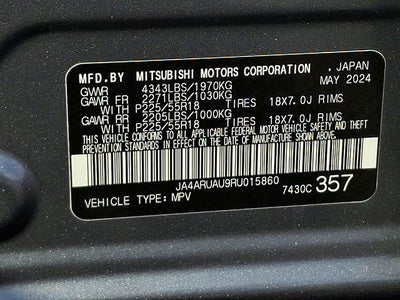 MFD.BY MITSUBISHI MOTORS CORPORATION , JAPAN
MAY 2024
GVWR 4343LBS/1970KG
GAWR FR 2271LBS/1030KG
WITH P225/55R18 TIRES 18X7.0J RIMS
GAWR RR 2205LBS/1000KG
WITH P225/55R18 TIRES 18X7.0J RIMS
THIS VEHICLE CONFORMS TO ALL APPLICABLE FEDERAL MOTOR VEHICLE SAFETY, BUMPER, AND THEFT
PREVENTION STANDARDS IN EFFECT ON THE DATE OF MANUFACTURE SHOWN ABOVE.
JA4ARUAU9RU015860
VEHICLE TYPE: MPV 7430C 357